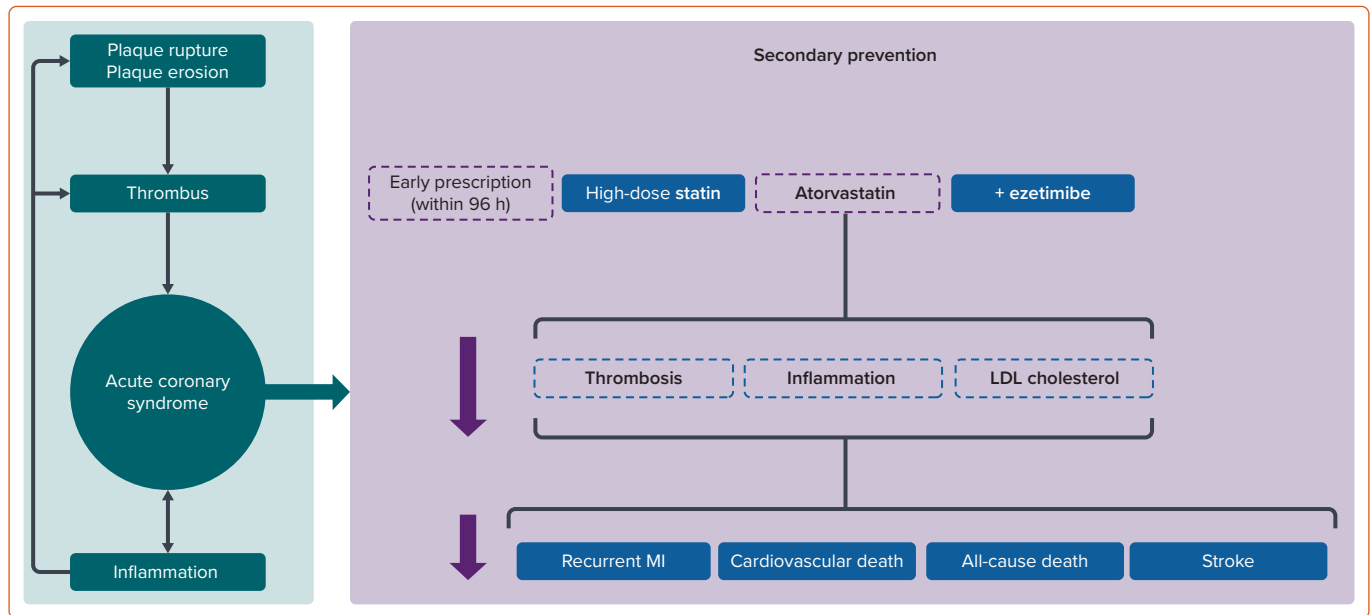 Plaque rupture
Plaque erosion
Thrombus
Acute coronary
syndrome
Inflammation
Secondary prevention
Early prescription
(within 96 h)
High-dose statin
Atorvastatin
+ ezetimibe
Thrombosis
Inflammation
LDL cholesterol
Recurrent MI
Cardiovascular death
All-cause death
Stroke